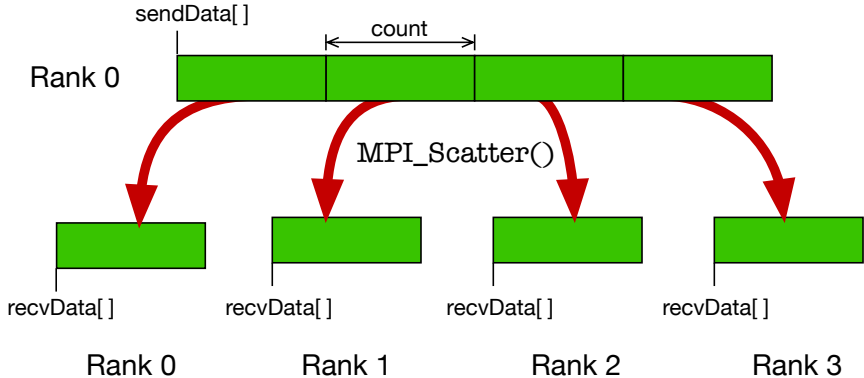 sendData[ ]
count
Rank 0
MPI_Scatter()
recvData[ ]
recvData[ ]
recvData[ ]
recvData[ ]
Rank 0
Rank 1
Rank 2
Rank 3